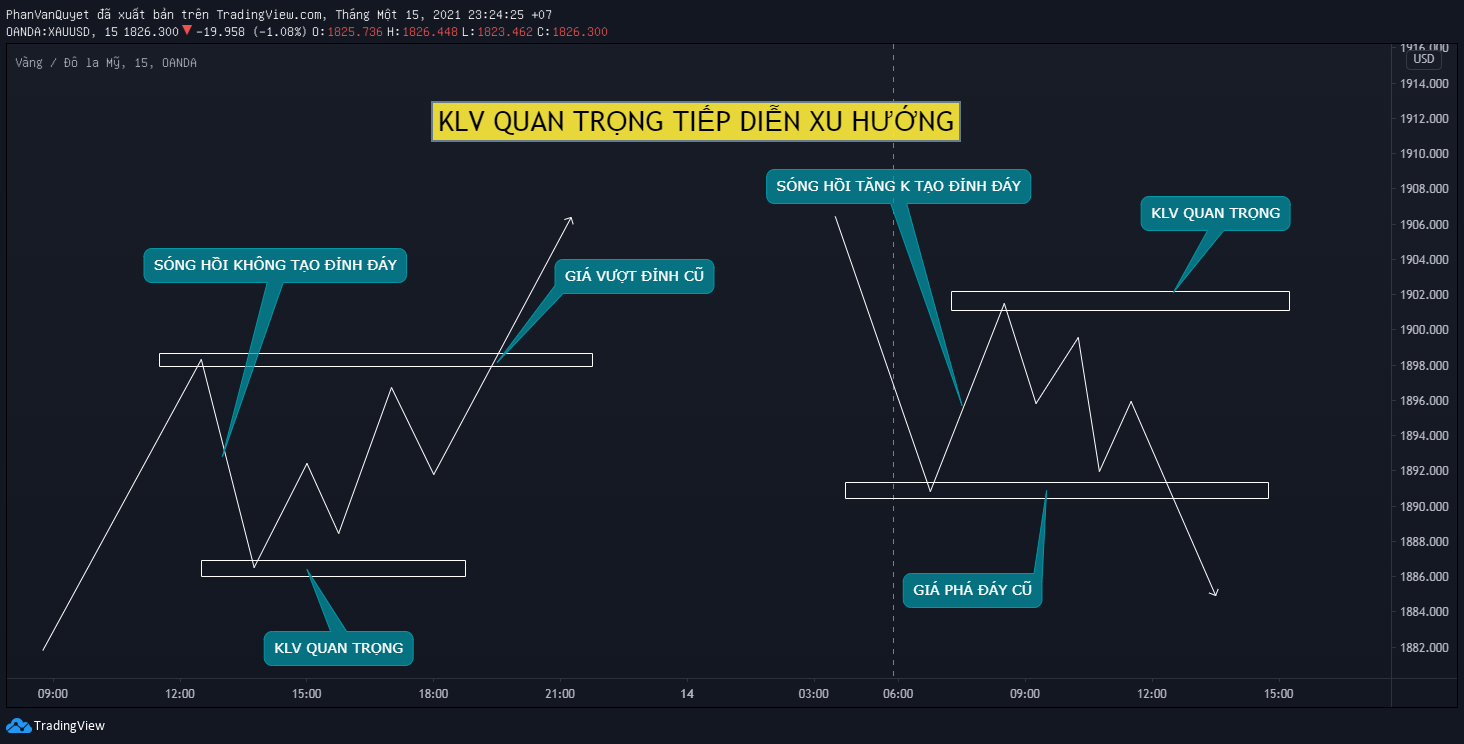 PhanVanQuyet đã xuất bản trên TradingView.com, Tháng Một 15, 2021 23:24:25 +07
OANDA:XAUUSD, 15 1826.300 ▼ −19.958 (−1.08%) O:1825.736 H:1826.448 L:1823.462 C:1826.300
Vàng / Đô la Mỹ, 15, OANDA
1916.000
USD
1914.000
KLV QUAN TRỌNG TIẾP DIỄN XU HƯỚNG
1912.000
1910.000
SÓNG HỒI TĂNG K TẠO ĐỈNH ĐÁY
1908.000
KLV QUAN TRỌNG
1906.000
SÓNG HỒI KHÔNG TẠO ĐỈNH ĐÁY
1904.000
GIÁ VƯỢT ĐỈNH CŨ
1902.000
1900.000
1898.000
1896.000
1894.000
1892.000
1890.000
1888.000
1886.000
GIÁ PHÁ ĐÁY CŨ
1884.000
KLV QUAN TRỌNG
1882.000
09:00 12:00 15:00 18:00 21:00 14 03:00 06:00 09:00 12:00 15:00
TradingView